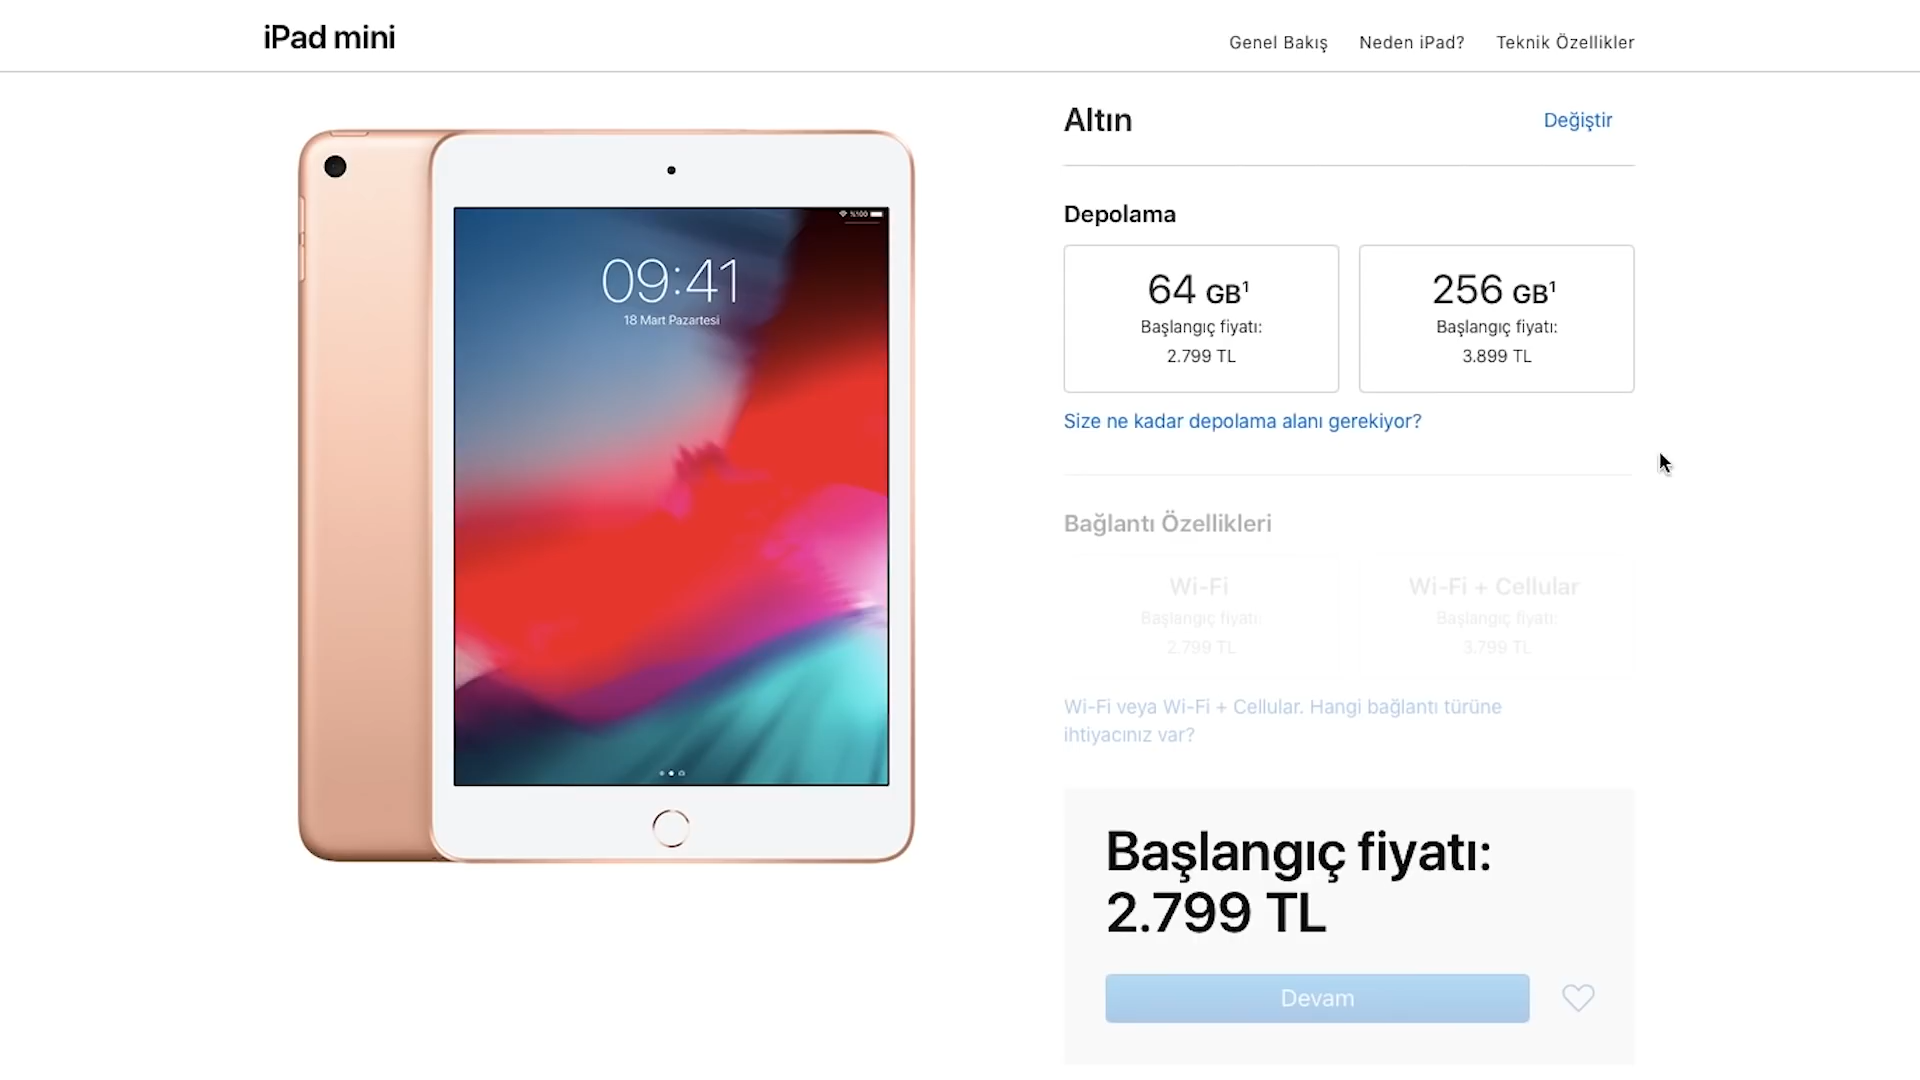 iPad mini
Genel Bakış
Neden iPad?
Teknik Özellikler
Altın
Değiştir
Depolama
64 GB¹
Başlangıç fiyatı:
2.799 TL
256 GB¹
Başlangıç fiyatı:
3.899 TL
Size ne kadar depolama alanı gerekiyor?
Bağlantı Özellikleri
Wi-Fi
Başlangıç fiyatı:
2.799 TL
Wi-Fi + Cellular
Başlangıç fiyatı:
3.799 TL
Wi-Fi veya Wi-Fi + Cellular. Hangi bağlantı türüne
ihtiyacınız var?
Başlangıç fiyatı:
2.799 TL
Devam
%100
09:41
18 Mart Pazartesi